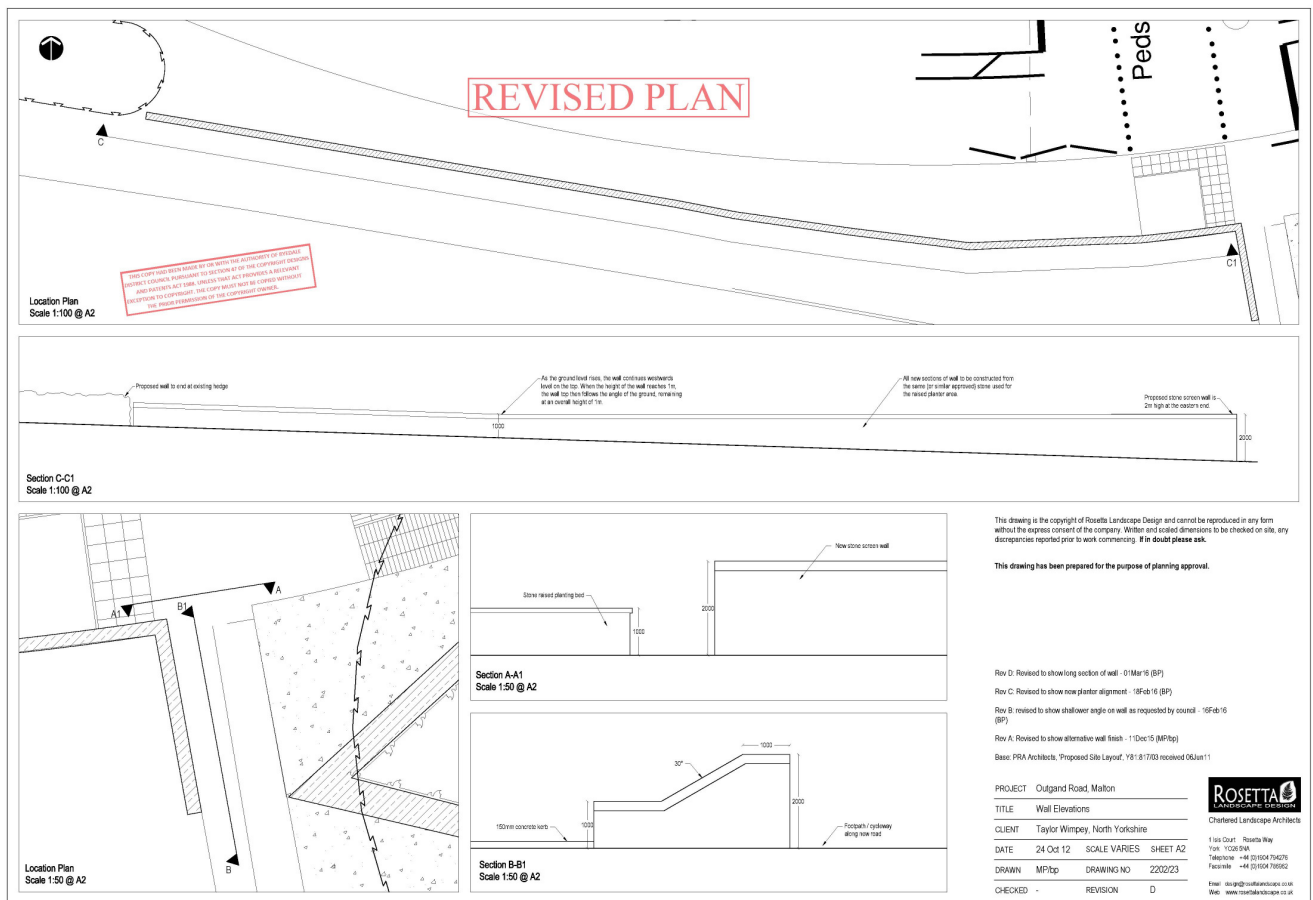 REVISED PLAN
Peds
C
C1
THIS COPY HAD BEEN MADE BY OR WITH THE AUTHORITY OF RYEDALE
DISTRICT COUNCIL PURSUANT TO SECTION 47 OF THE COPYRIGHT DESIGNS
AND PATENTS ACT 1988. UNLESS THAT ACT PROVIDES A RELEVANT
EXCEPTION TO COPYRIGHT, THE COPY MUST NOT BE COPIED WITHOUT
THE PRIOR PERMISSION OF THE COPYRIGHT OWNER.
Location Plan
Scale 1:100 @ A2
Proposed wall to end at existing hedge
As the ground level rises, the wall continues westwards
level on the top. When the height of the wall reaches 1m,
the wall top then follows the angle of the ground, remaining
at an overall height of 1m.
All new sections of wall to be constructed from
the same (or similar approved) stone used for
the raised planter area.
Proposed stone screen wall is
2m high at the eastern end.
1000
2000
Section C-C1
Scale 1:100 @ A2
A
A1
B1
B
Location Plan
Scale 1:50 @ A2
New stone screen wall
Stone raised planting bed
2000
1000
Section A-A1
Scale 1:50 @ A2
1000
30°
2000
1000
150mm concrete kerb
Footpath / cycleway
along new road
Section B-B1
Scale 1:50 @ A2
This drawing is the copyright of Rosetta Landscape Design and cannot be reproduced in any form
without the express consent of the company. Written and scaled dimensions to be checked on site, any
discrepancies reported prior to work commencing. If in doubt please ask.
This drawing has been prepared for the purpose of planning approval.
Rev D: Revised to show long section of wall - 01Mar16 (BP)
Rev C: Revised to show new planter alignment - 18Feb16 (BP)
Rev B: revised to show shallower angle on wall as requested by council - 16Feb16
(BP)
Rev A: Revised to show alternative wall finish - 11Dec15 (MP/bp)
Base: PRA Architects, 'Proposed Site Layout', Y81:817/03 received 06Jun11
PROJECT Outgand Road, Malton
TITLE Wall Elevations
CLIENT Taylor Wimpey, North Yorkshire
DATE 24 Oct 12 SCALE VARIES SHEET A2
DRAWN MP/bp DRAWING NO 2202/23
CHECKED - REVISION D
ROSETTA
LANDSCAPE DESIGN
Chartered Landscape Architects
1 Isis Court Rosetta Way
York YO26 5NA
Telephone +44 (0)1904 794276
Facsimile +44 (0)1904 788982
Email design@rosettalandscape.co.uk
Web www.rosettalandscape.co.uk